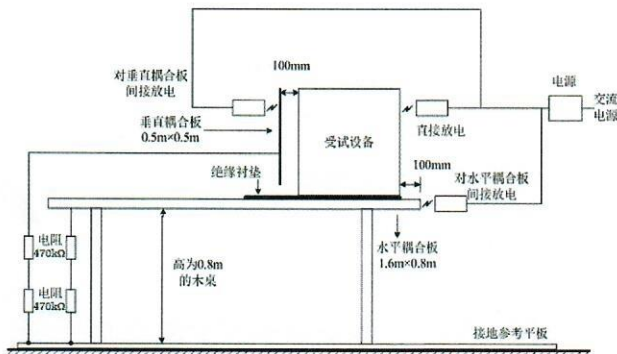 100mm
电源
对垂直耦合板
间接放电
交流
电源
垂直耦合板
0.5m×0.5m
直接放电
受试设备
100mm
绝缘衬垫
对水平耦合板
间接放电
电阻
470kΩ
高为0.8m
的木桌
水平耦合板
1.6m×0.8m
电阻
470kΩ
接地参考平板